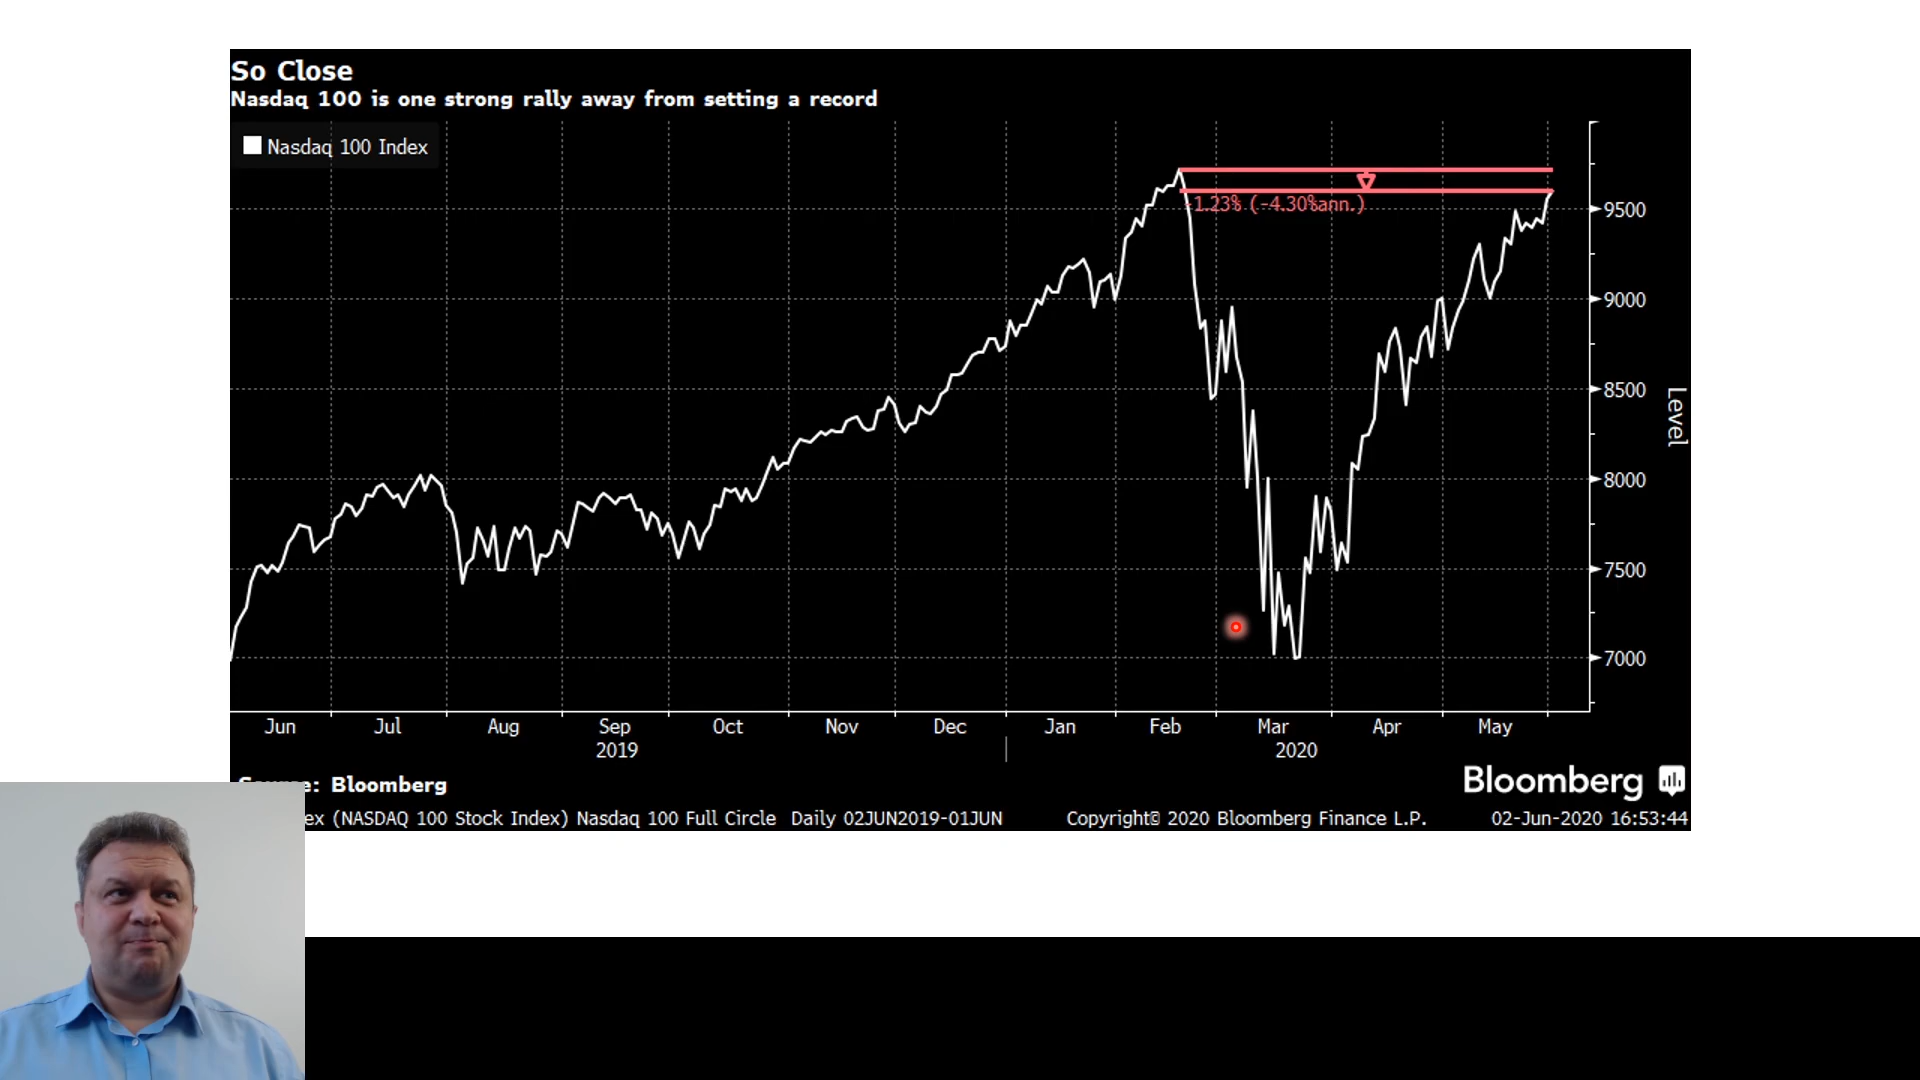 So Close
Nasdaq 100 is one strong rally away from setting a record
Nasdaq 100 Index
-1.23% (-4.30%ann.)
9500
9000
8500
8000
7500
7000
Level
Jun Jul Aug Sep Oct Nov Dec Jan Feb Mar Apr May
2019 2020
e: Bloomberg
Bloomberg
ex (NASDAQ 100 Stock Index) Nasdaq 100 Full Circle Daily 02JUN2019-01JUN Copyright 2020 Bloomberg Finance L.P. 02-Jun-2020 16:53:44